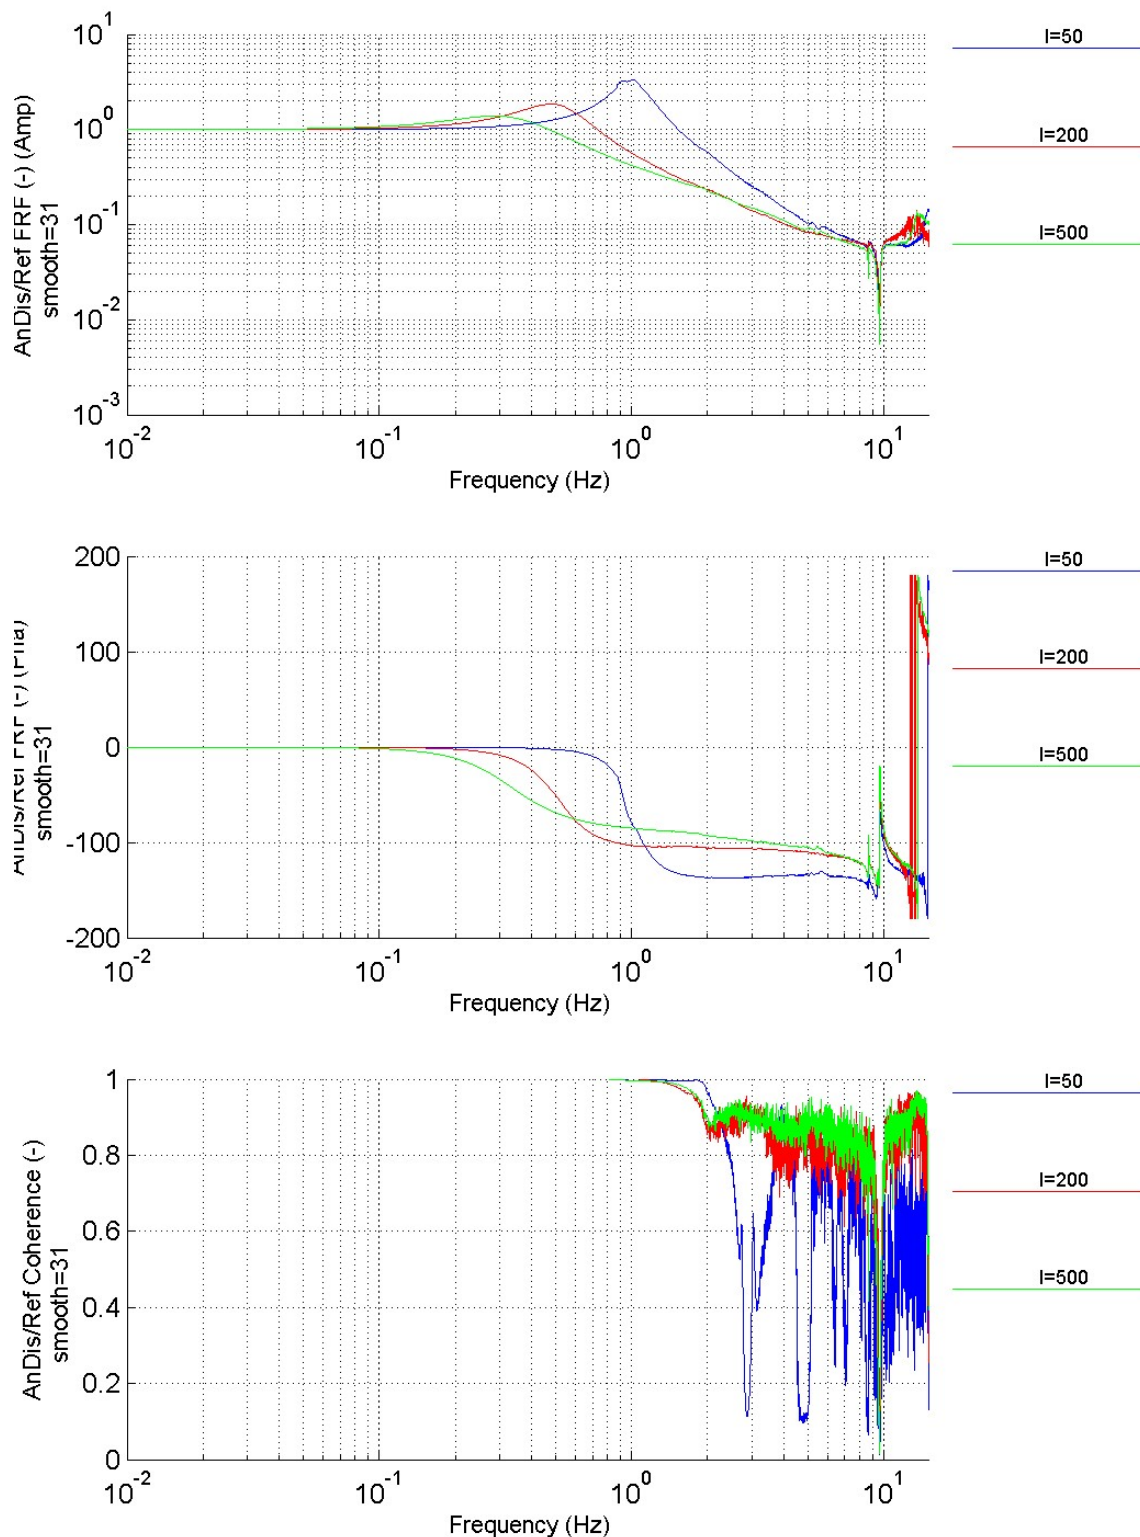 10^1
10^0
10^-1
10^-2
10^-3
AnDis/Ref FRF (-) (Amp)
smooth=31
10^-2
10^-1
10^0
10^1
Frequency (Hz)
I=50
I=200
I=500
200
100
0
-100
-200
AnDis/Ref FRF (-) (Pha)
smooth=31
10^-2
10^-1
10^0
10^1
Frequency (Hz)
I=50
I=200
I=500
1
0.8
0.6
0.4
0.2
0
AnDis/Ref Coherence (-)
smooth=31
10^-2
10^-1
10^0
10^1
Frequency (Hz)
I=50
I=200
I=500